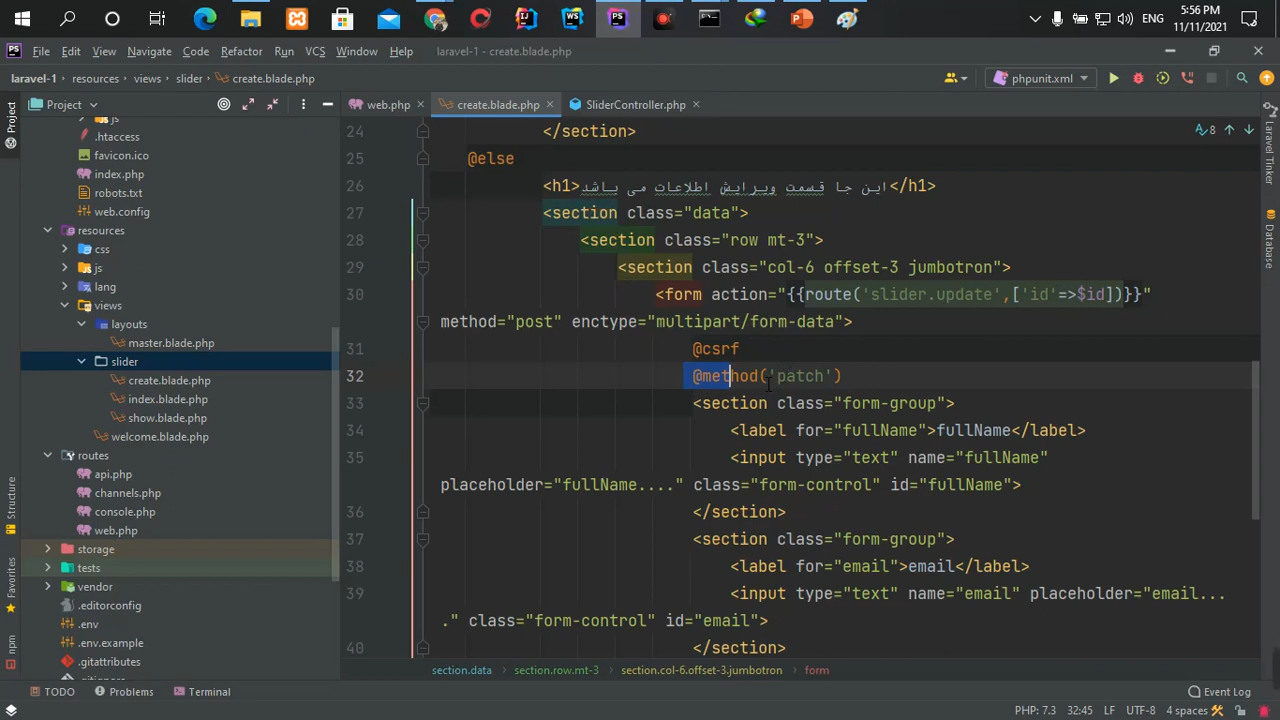 5:56 PM
ENG
11/11/2021
File Edit View Navigate Code Refactor Run VCS Window Help laravel-1 - create.blade.php
laravel-1 resources views slider create.blade.php phpunit.xml
Project
web.php create.blade.php SliderController.php
js
.htaccess
favicon.ico
index.php
robots.txt
web.config
resources
css
js
lang
views
layouts
master.blade.php
slider
create.blade.php
index.blade.php
show.blade.php
welcome.blade.php
routes
api.php
channels.php
console.php
web.php
storage
tests
vendor
.editorconfig
.env
.env.example
.gitattributes
Project
Structure
Favorites
npm
8
24 </section>
25 @else
26 <h1>این جا قسمت ویرایش اطلاعات می باشد</h1>
27 <section class="data">
28 <section class="row mt-3">
29 <section class="col-6 offset-3 jumbotron">
30 <form action="{{route('slider.update',['id'=>$id])}}"
method="post" enctype="multipart/form-data">
31 @csrf
32 @method('patch')
33 <section class="form-group">
34 <label for="fullName">fullName</label>
35 <input type="text" name="fullName"
placeholder="fullName...." class="form-control" id="fullName">
36 </section>
37 <section class="form-group">
38 <label for="email">email</label>
39 <input type="text" name="email" placeholder="email...
." class="form-control" id="email">
40 </section>
section.data section.row.mt-3 section.col-6.offset-3.jumbotron form
Laravel Tinker
Database
TODO Problems Terminal Event Log
PHP: 7.3 32:45 LF UTF-8 4 spaces